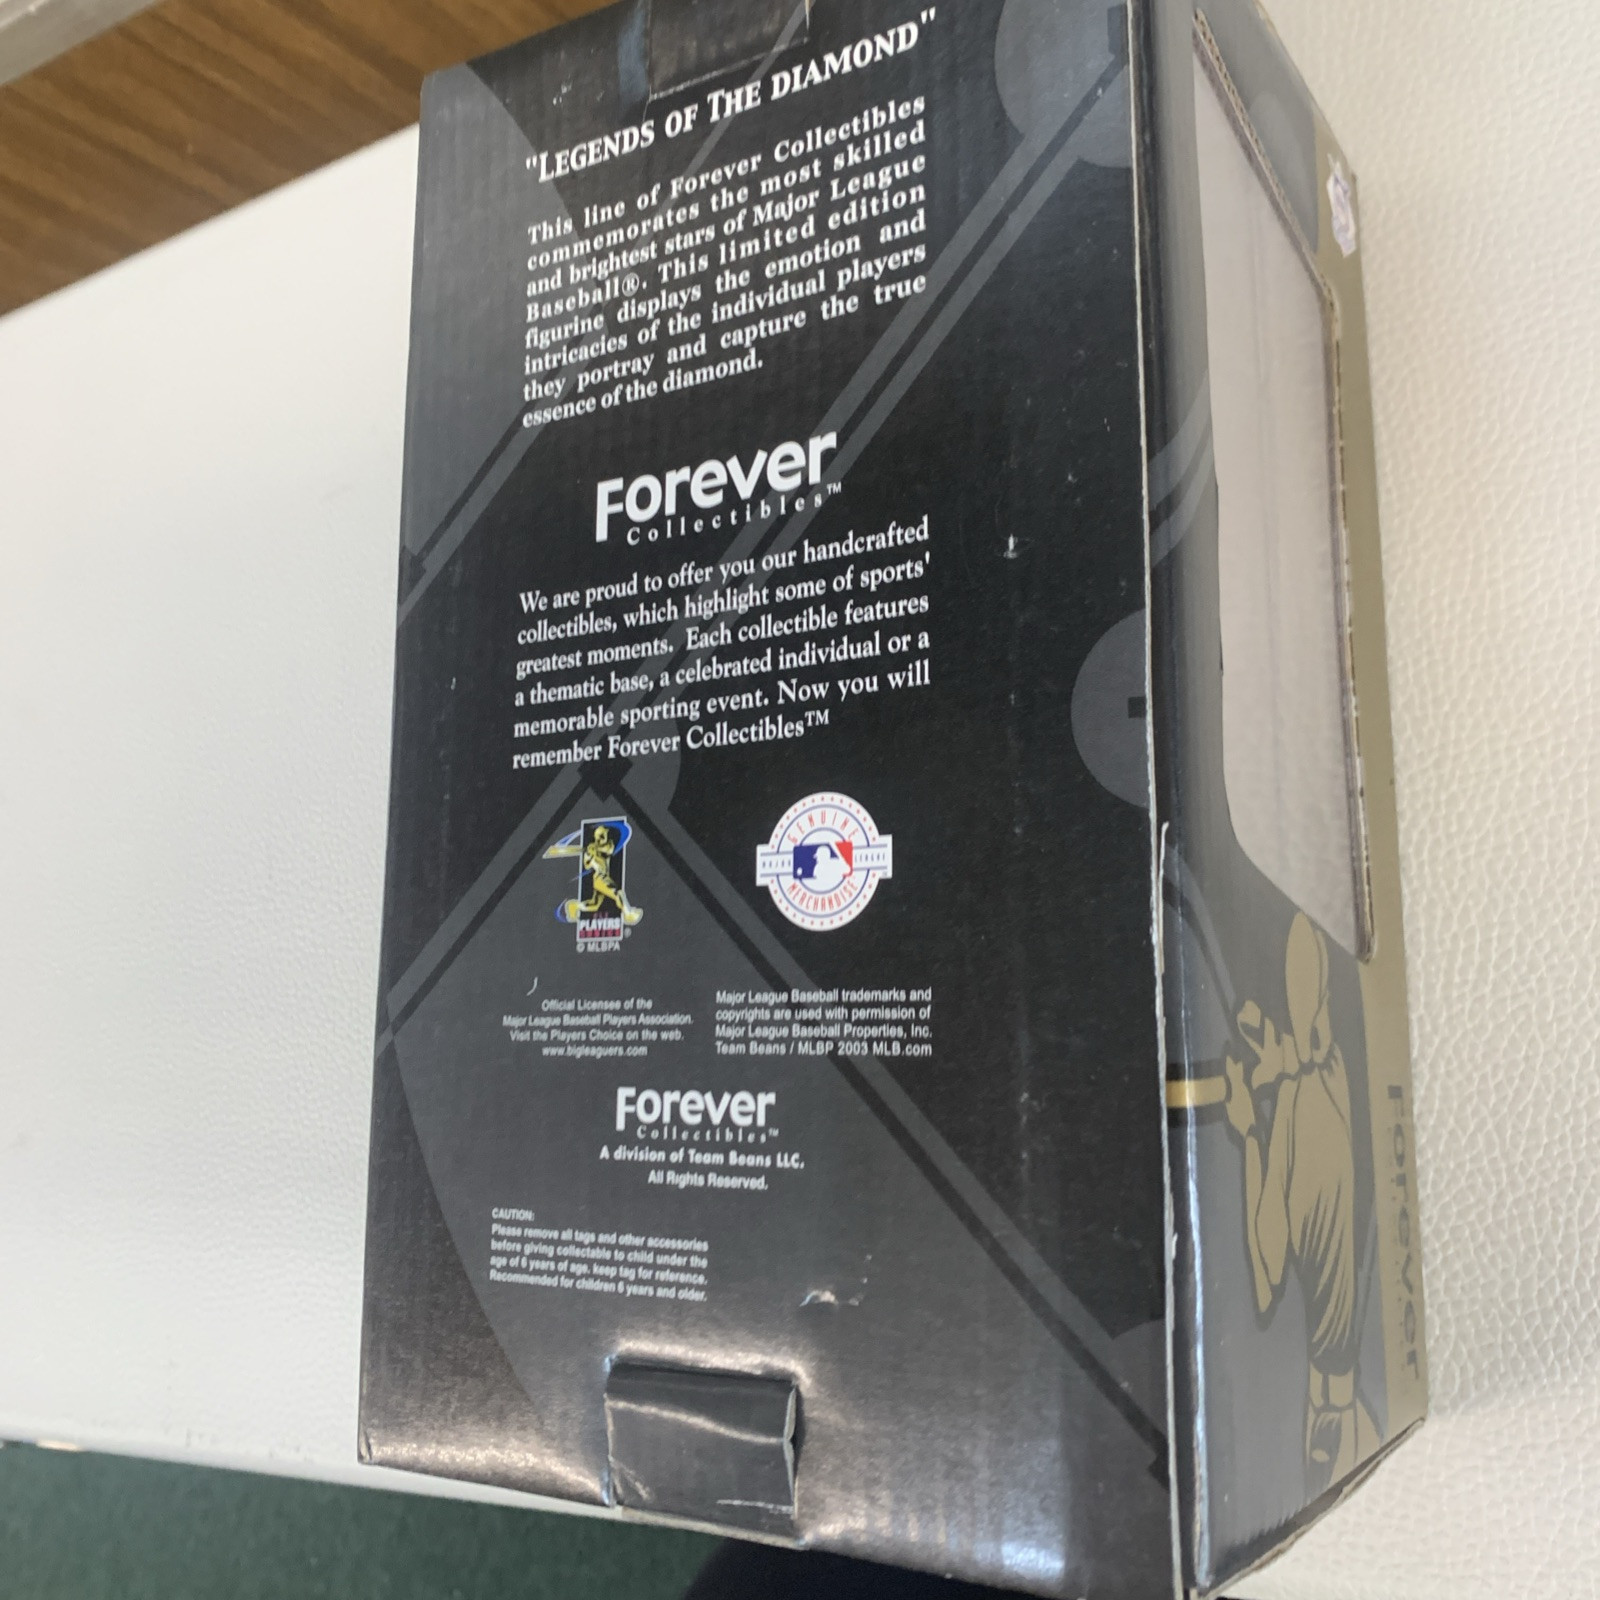 "LEGENDS OF THE DIAMOND"
This line of Forever Collectibles
commemorates the most skilled
and brightest stars of Major League
Baseball®. This limited edition
figurine displays the emotion and
intricacies of the individual players
they portray and capture the true
essence of the diamond.
Forever
Collectibles™
We are proud to offer you our handcrafted
collectibles, which highlight some of sports'
greatest moments. Each collectible features
a thematic base, a celebrated individual or a
memorable sporting event. Now you will
remember Forever Collectibles™
PLAYERS
© MLBPA
GENUINE
MAJOR LEAGUE
MERCHANDISE
Official Licensee of the
Major League Baseball Players Association.
Visit the Players Choice on the web.
www.bigleaguers.com
Major League Baseball trademarks and
copyrights are used with permission of
Major League Baseball Properties, Inc.
Team Beans / MLBP 2003 MLB.com
Forever
Collectibles™
A division of Team Beans LLC.
All Rights Reserved.
CAUTION:
Please remove all tags and other accessories
before giving collectable to child under the
age of 6 years of age. keep tag for reference.
Recommended for children 6 years and older.
Forever